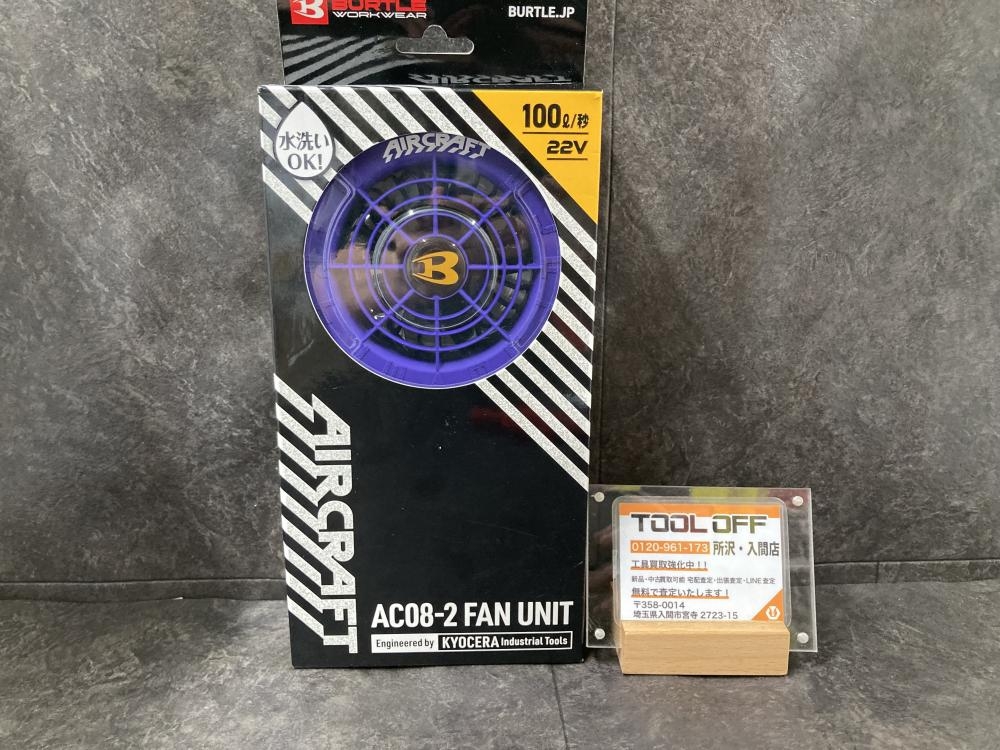 BURTLE
WORKWEAR
BURTLE.JP
AIRCRAFT
水洗い
OK!
100ℓ/秒
22V
AIRCRAFT
B
AIRCRAFT
AC08-2 FAN UNIT
Engineered by KYOCERA Industrial Tools
TOOL OFF
0120-961-173 所沢・入間店
工具買取強化中!!
新品・中古買取可能 宅配査定・出張査定・LINE査定
無料で査定いたします!
〒358-0014
埼玉県入間市宮寺 2723-15